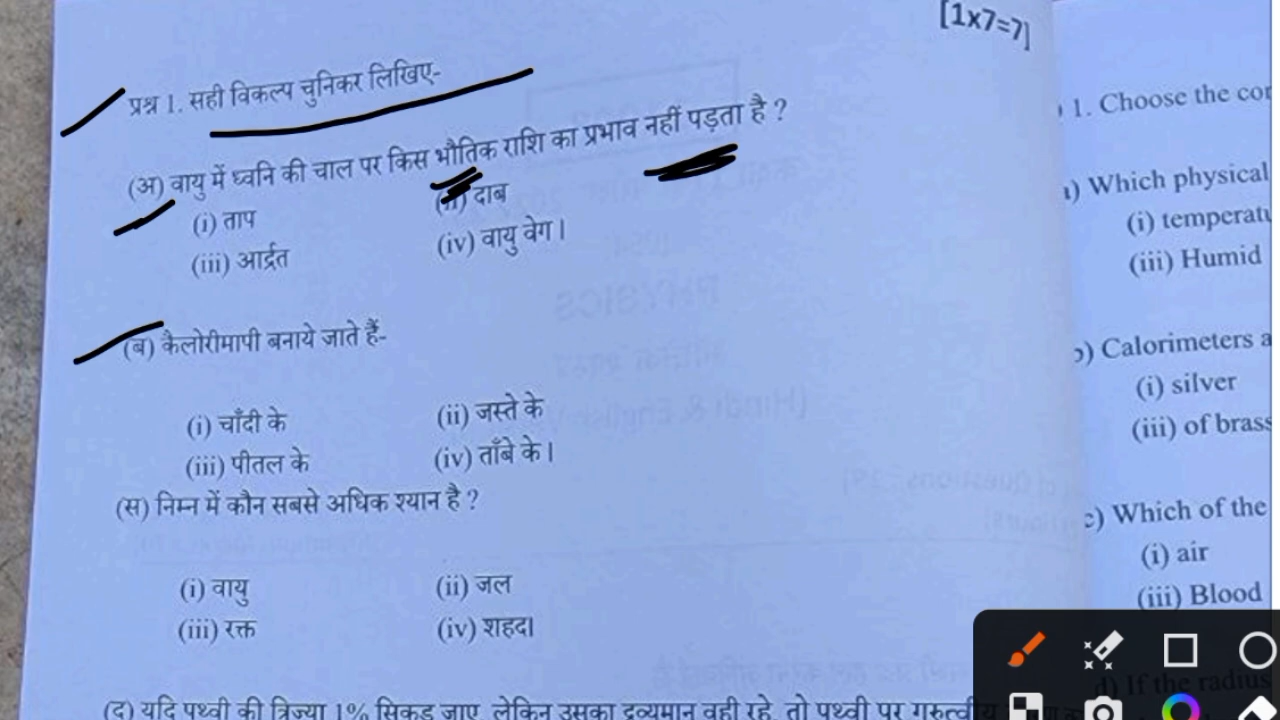 [1x7=7]
प्रश्न 1. सही विकल्प चुनिकर लिखिए-
(अ) वायु में ध्वनि की चाल पर किस भौतिक राशि का प्रभाव नहीं पड़ता है ?
(i) ताप (ii) दाब
(iii) आर्द्रत (iv) वायु वेग।
(ब) कैलोरीमापी बनाये जाते हैं-
(i) चाँदी के (ii) जस्ते के
(iii) पीतल के (iv) ताँबे के।
(स) निम्न में कौन सबसे अधिक श्यान है ?
(i) वायु (ii) जल
(iii) रक्त (iv) शहद।
(द) यदि पृथ्वी की त्रिज्या 1% सिकुड़ जाए, लेकिन उसका द्रव्यमान वही रहे, तो पृथ्वी पर गुरुत्वीय
1. Choose the cor
) Which physical
(i) temperatu
(iii) Humid
) Calorimeters a
(i) silver
(iii) of brass
c) Which of the
(i) air
(iii) Blood
d) If the radius